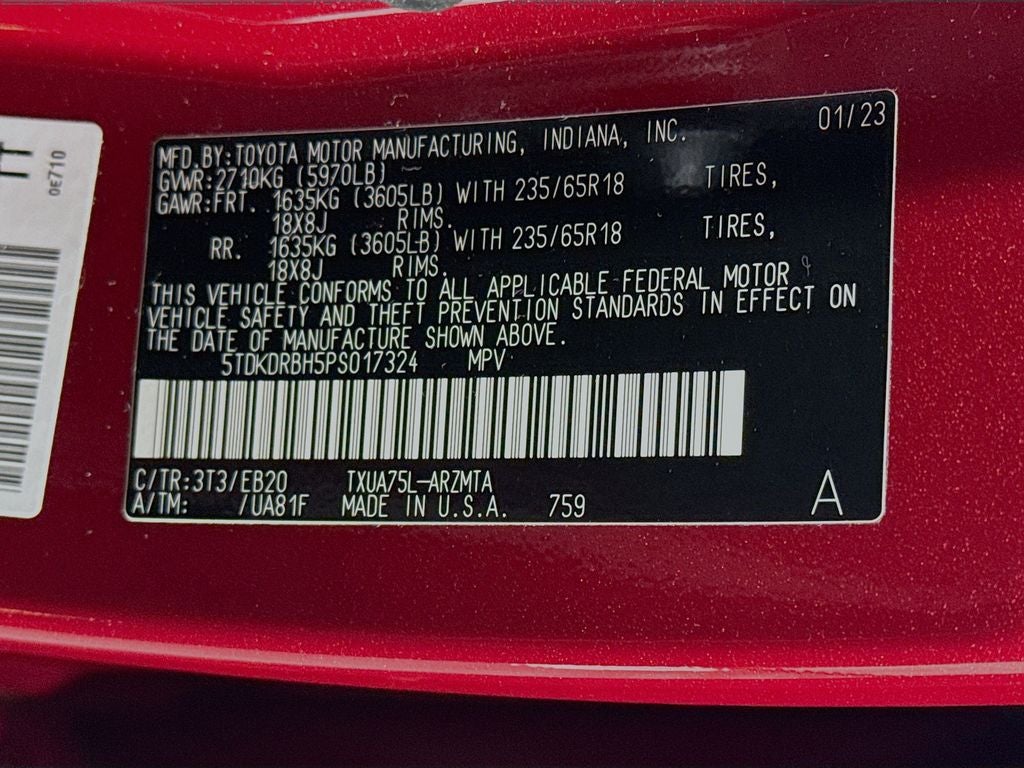 01/23
MFD.BY:TOYOTA MOTOR MANUFACTURING, INDIANA, INC.
GVWR:2710KG (5970LB)
GAWR:FRT. 1635KG (3605LB) WITH 235/65R18 TIRES,
18X8J RIMS.
RR. 1635KG (3605LB) WITH 235/65R18 TIRES,
18X8J RIMS.
THIS VEHICLE CONFORMS TO ALL APPLICABLE FEDERAL MOTOR
VEHICLE SAFETY AND THEFT PREVENTION STANDARDS IN EFFECT ON
THE DATE OF MANUFACTURE SHOWN ABOVE.
5TDKDRBH5PS017324 MPV
C/TR:3T3/EB20 TXUA75L-ARZMTA
A/TM: /UA81F MADE IN U.S.A. 759 A
0E710